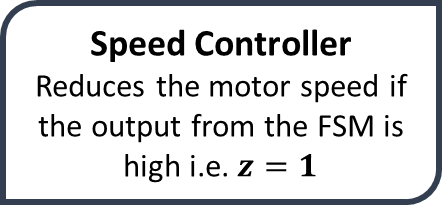 Speed Controller
Reduces the motor speed if
the output from the FSM is
high i.e. z = 1